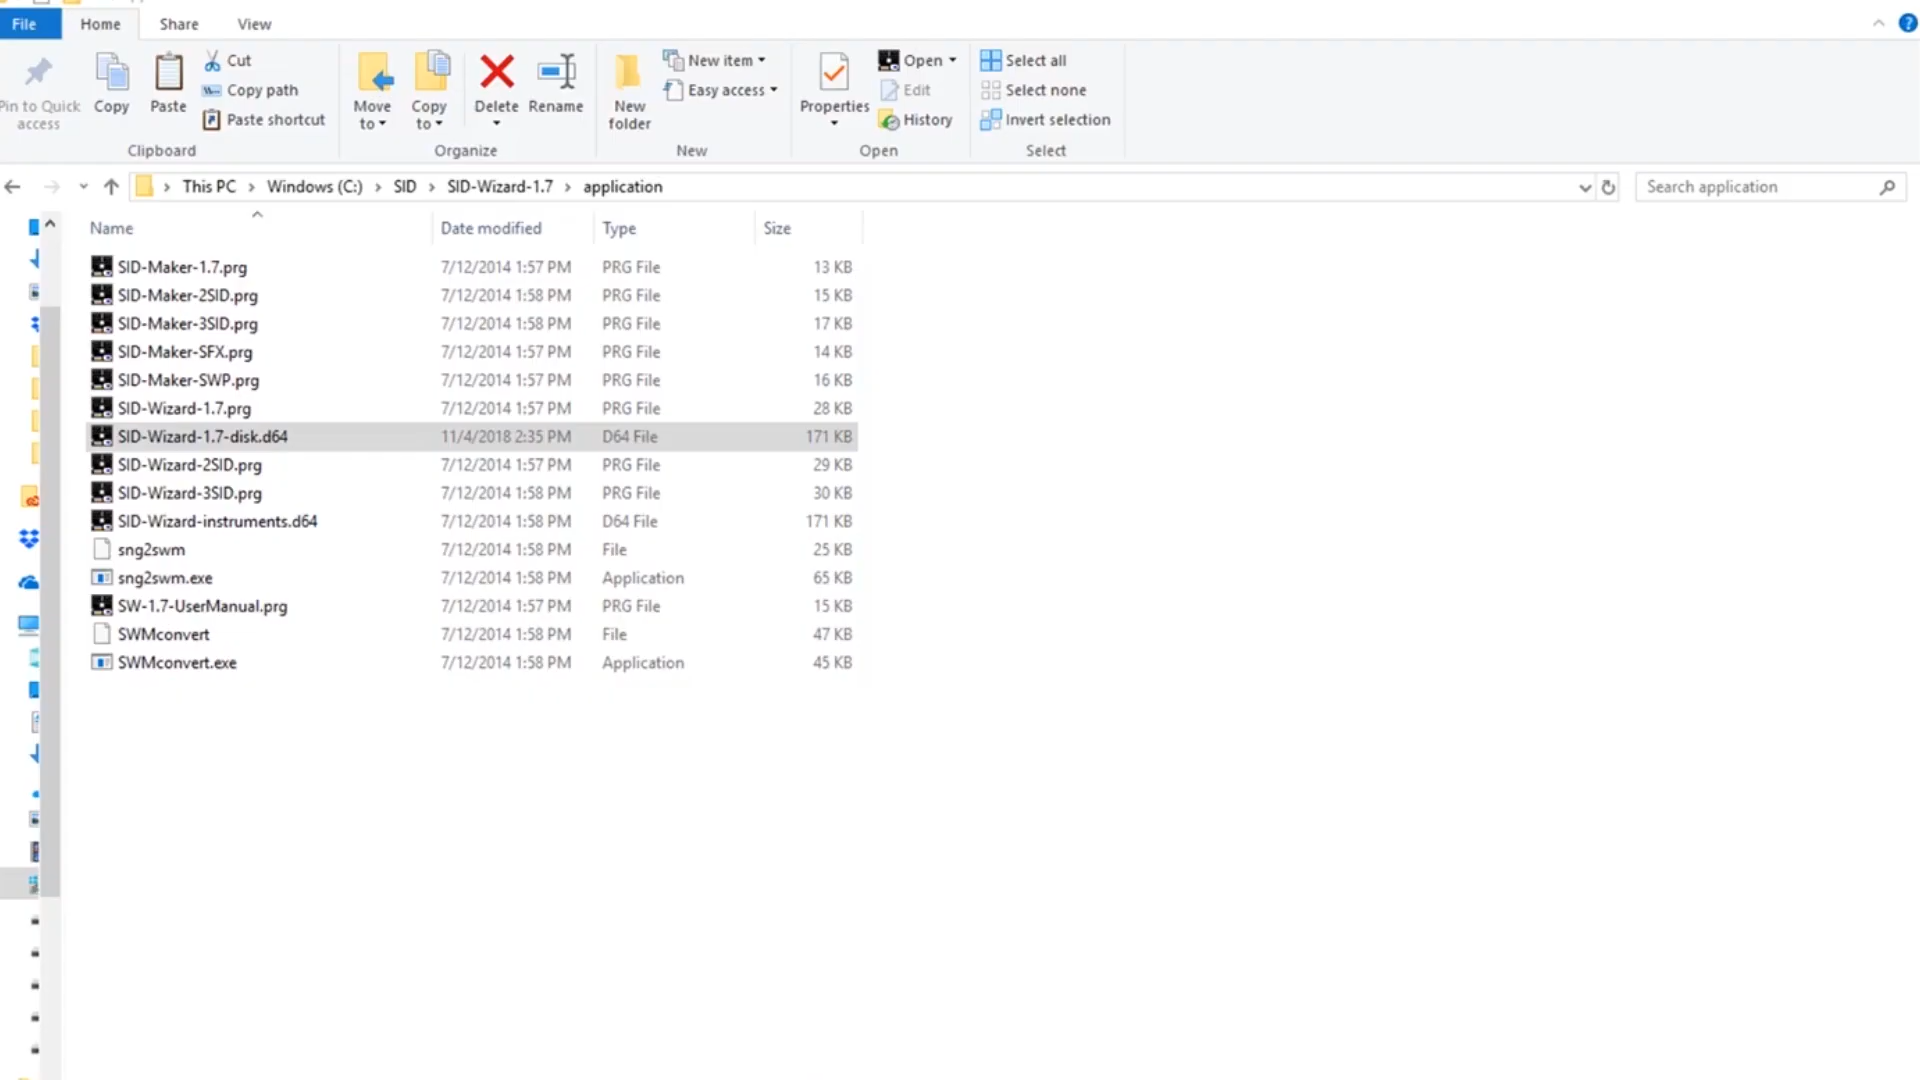 File Home Share View
Pin to Quick access
Copy
Paste
Cut
Copy path
Paste shortcut
Clipboard
Move to
Copy to
Delete
Rename
Organize
New folder
New item
Easy access
New
Properties
Open
Edit
History
Open
Select all
Select none
Invert selection
Select
This PC Windows (C:) SID SID-Wizard-1.7 application
Search application
Name Date modified Type Size
SID-Maker-1.7.prg 7/12/2014 1:57 PM PRG File 13 KB
SID-Maker-2SID.prg 7/12/2014 1:58 PM PRG File 15 KB
SID-Maker-3SID.prg 7/12/2014 1:58 PM PRG File 17 KB
SID-Maker-SFX.prg 7/12/2014 1:57 PM PRG File 14 KB
SID-Maker-SWP.prg 7/12/2014 1:57 PM PRG File 16 KB
SID-Wizard-1.7.prg 7/12/2014 1:57 PM PRG File 28 KB
SID-Wizard-1.7-disk.d64 11/4/2018 2:35 PM D64 File 171 KB
SID-Wizard-2SID.prg 7/12/2014 1:57 PM PRG File 29 KB
SID-Wizard-3SID.prg 7/12/2014 1:58 PM PRG File 30 KB
SID-Wizard-instruments.d64 7/12/2014 1:58 PM D64 File 171 KB
sng2swm 7/12/2014 1:58 PM File 25 KB
sng2swm.exe 7/12/2014 1:58 PM Application 65 KB
SW-1.7-UserManual.prg 7/12/2014 1:57 PM PRG File 15 KB
SWMconvert 7/12/2014 1:58 PM File 47 KB
SWMconvert.exe 7/12/2014 1:58 PM Application 45 KB